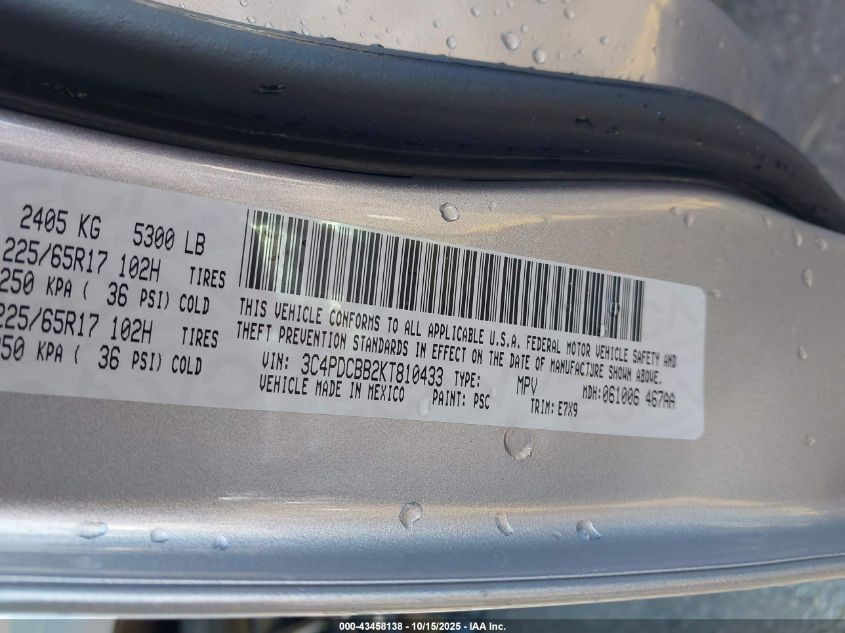 2405 KG 5300 LB
225/65R17 102H TIRES
250 KPA ( 36 PSI) COLD
225/65R17 102H TIRES
250 KPA ( 36 PSI) COLD
THIS VEHICLE CONFORMS TO ALL APPLICABLE U.S.A. FEDERAL MOTOR VEHICLE SAFETY AND
THEFT PREVENTION STANDARDS IN EFFECT ON THE DATE OF MANUFACTURE SHOWN ABOVE.
VIN: 3C4PDCBB2KT810433 TYPE: MPV MDH:061006 467AA
VEHICLE MADE IN MEXICO PAINT: PSC TRIM: E7X9
000-43458138 - 10/15/2025 - IAA Inc.